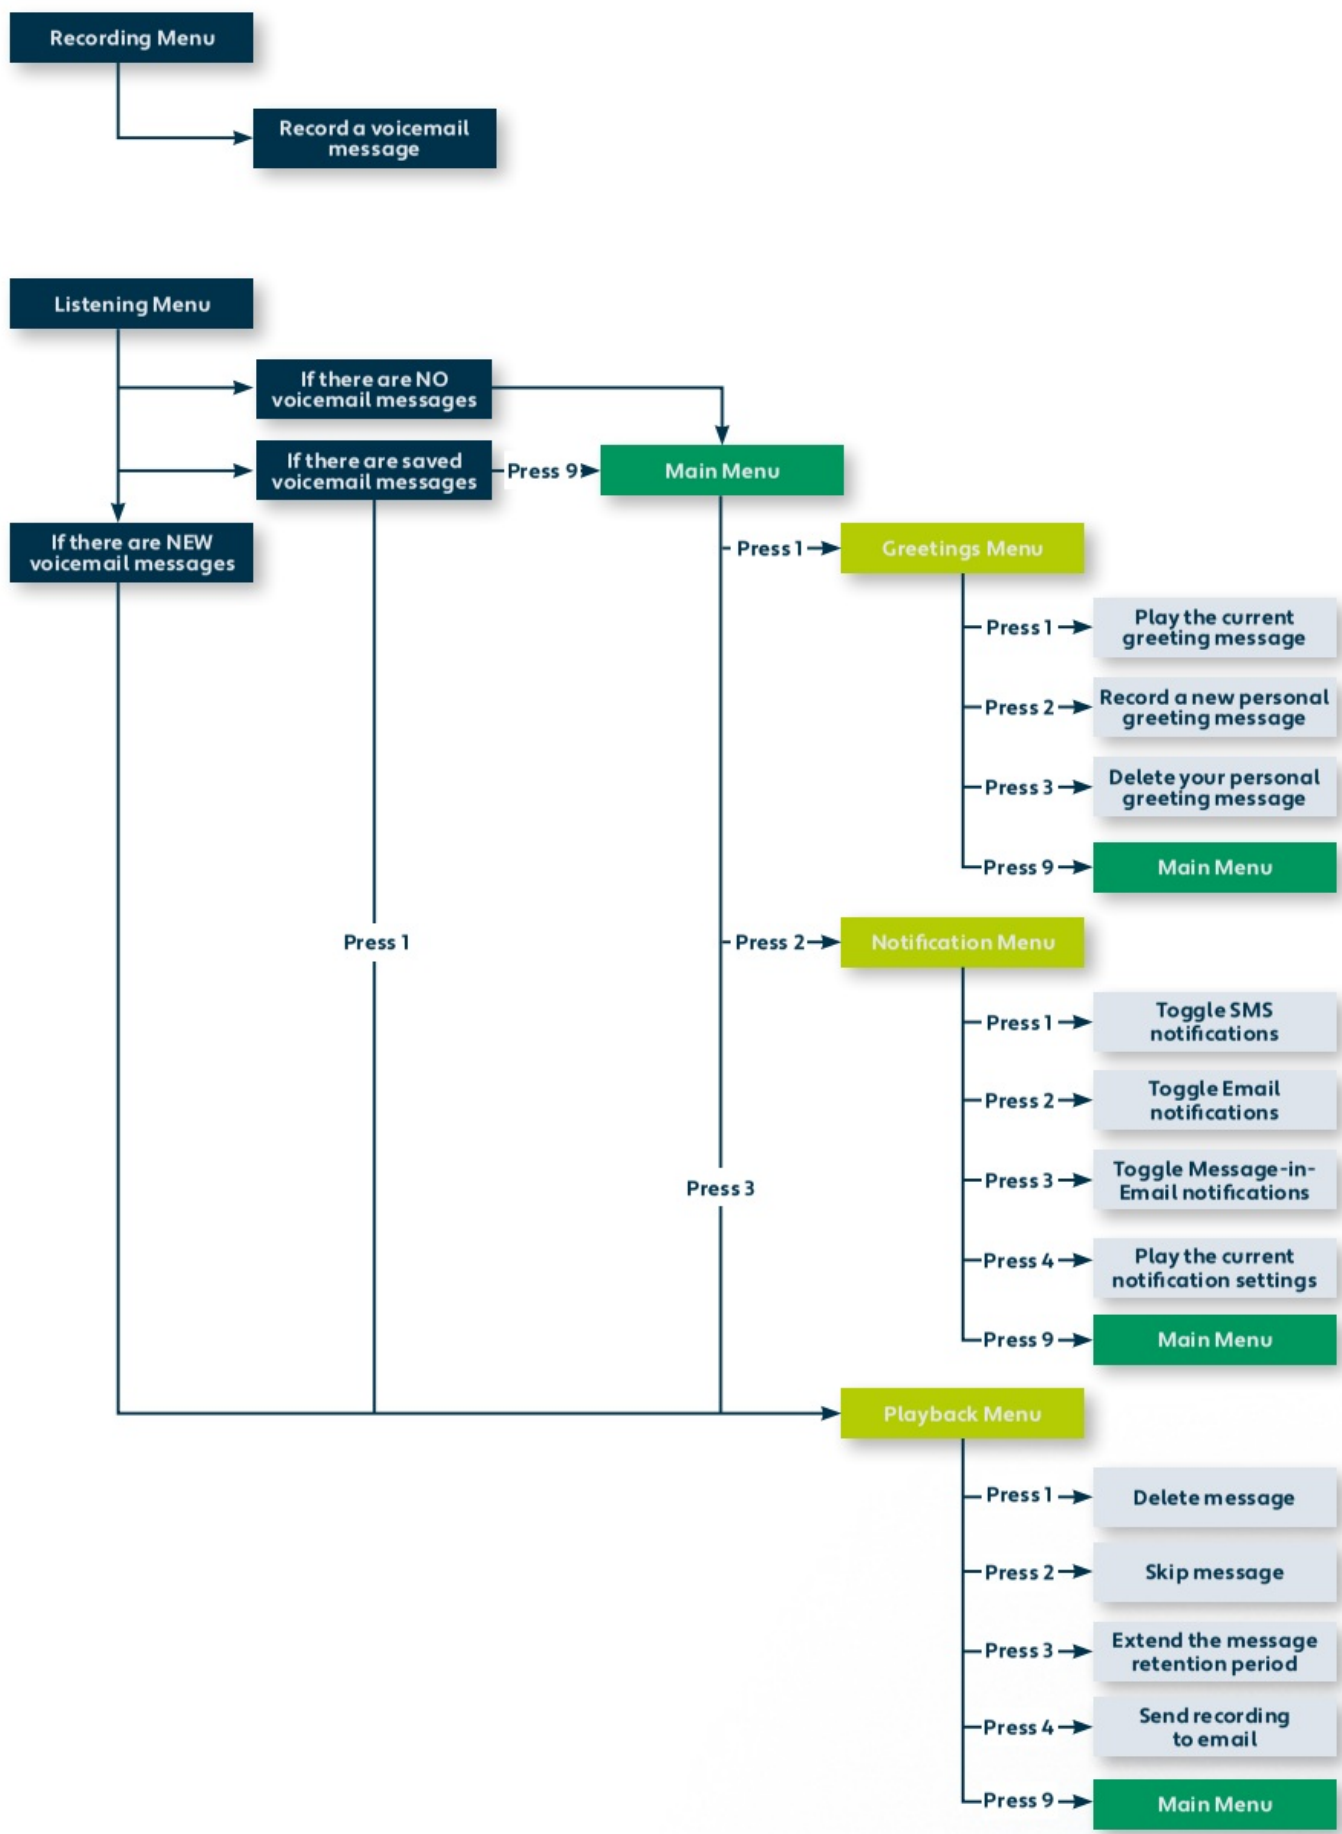 Recording Menu
Record a voicemail
message
Listening Menu
If there are NO
voicemail messages
If there are saved
voicemail messages
Press 9
Main Menu
If there are NEW
voicemail messages
Press 1
Greetings Menu
Press 1
Play the current
greeting message
Press 2
Record a new personal
greeting message
Press 3
Delete your personal
greeting message
Press 9
Main Menu
Press 1
Press 2
Notification Menu
Press 1
Toggle SMS
notifications
Press 2
Toggle Email
notifications
Press 3
Toggle Message-in-
Email notifications
Press 3
Press 4
Play the current
notification settings
Press 9
Main Menu
Playback Menu
Press 1
Delete message
Press 2
Skip message
Press 3
Extend the message
retention period
Press 4
Send recording
to email
Press 9
Main Menu